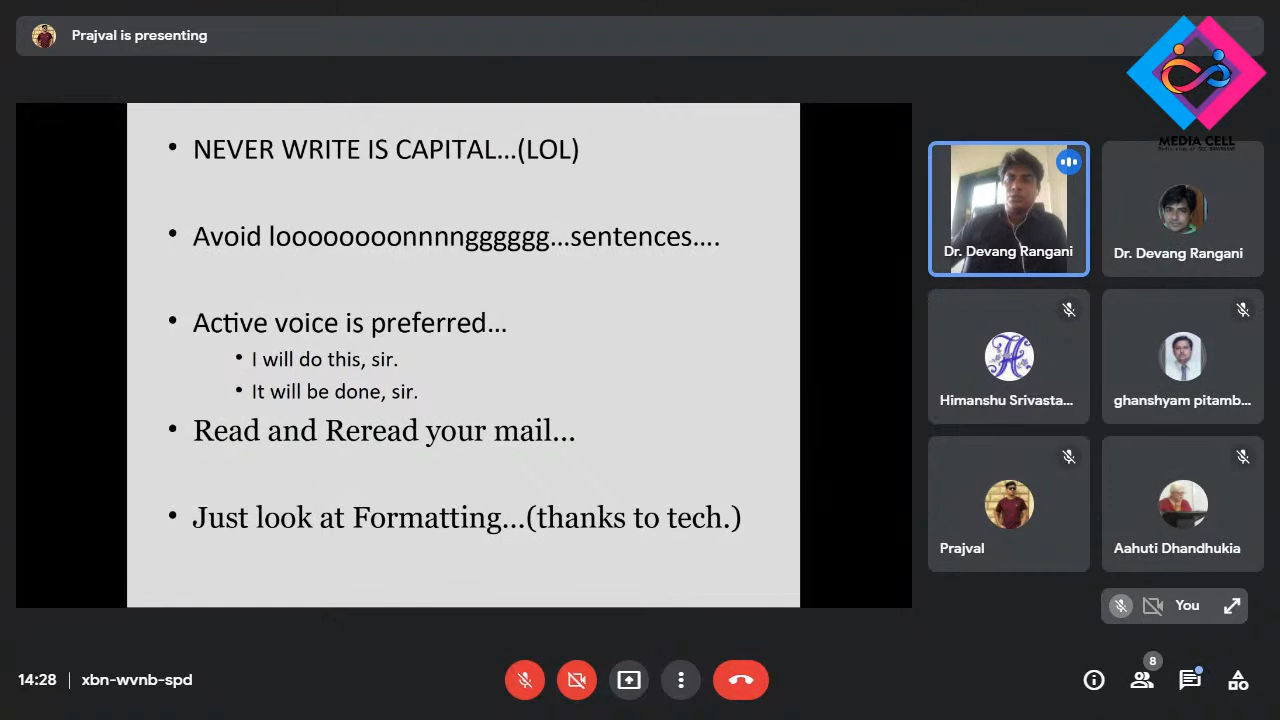 Prajval is presenting
MEDIA CELL
• NEVER WRITE IS CAPITAL...(LOL)
• Avoid loooooooonnnngggggg...sentences....
• Active voice is preferred...
• I will do this, sir.
• It will be done, sir.
• Read and Reread your mail...
• Just look at Formatting...(thanks to tech.)
Dr. Devang Rangani
Dr. Devang Rangani
Himanshu Srivasta...
ghanshyam pitamb...
Prajval
Aahuti Dhandhukia
You
14:28 | xbn-wvnb-spd
8